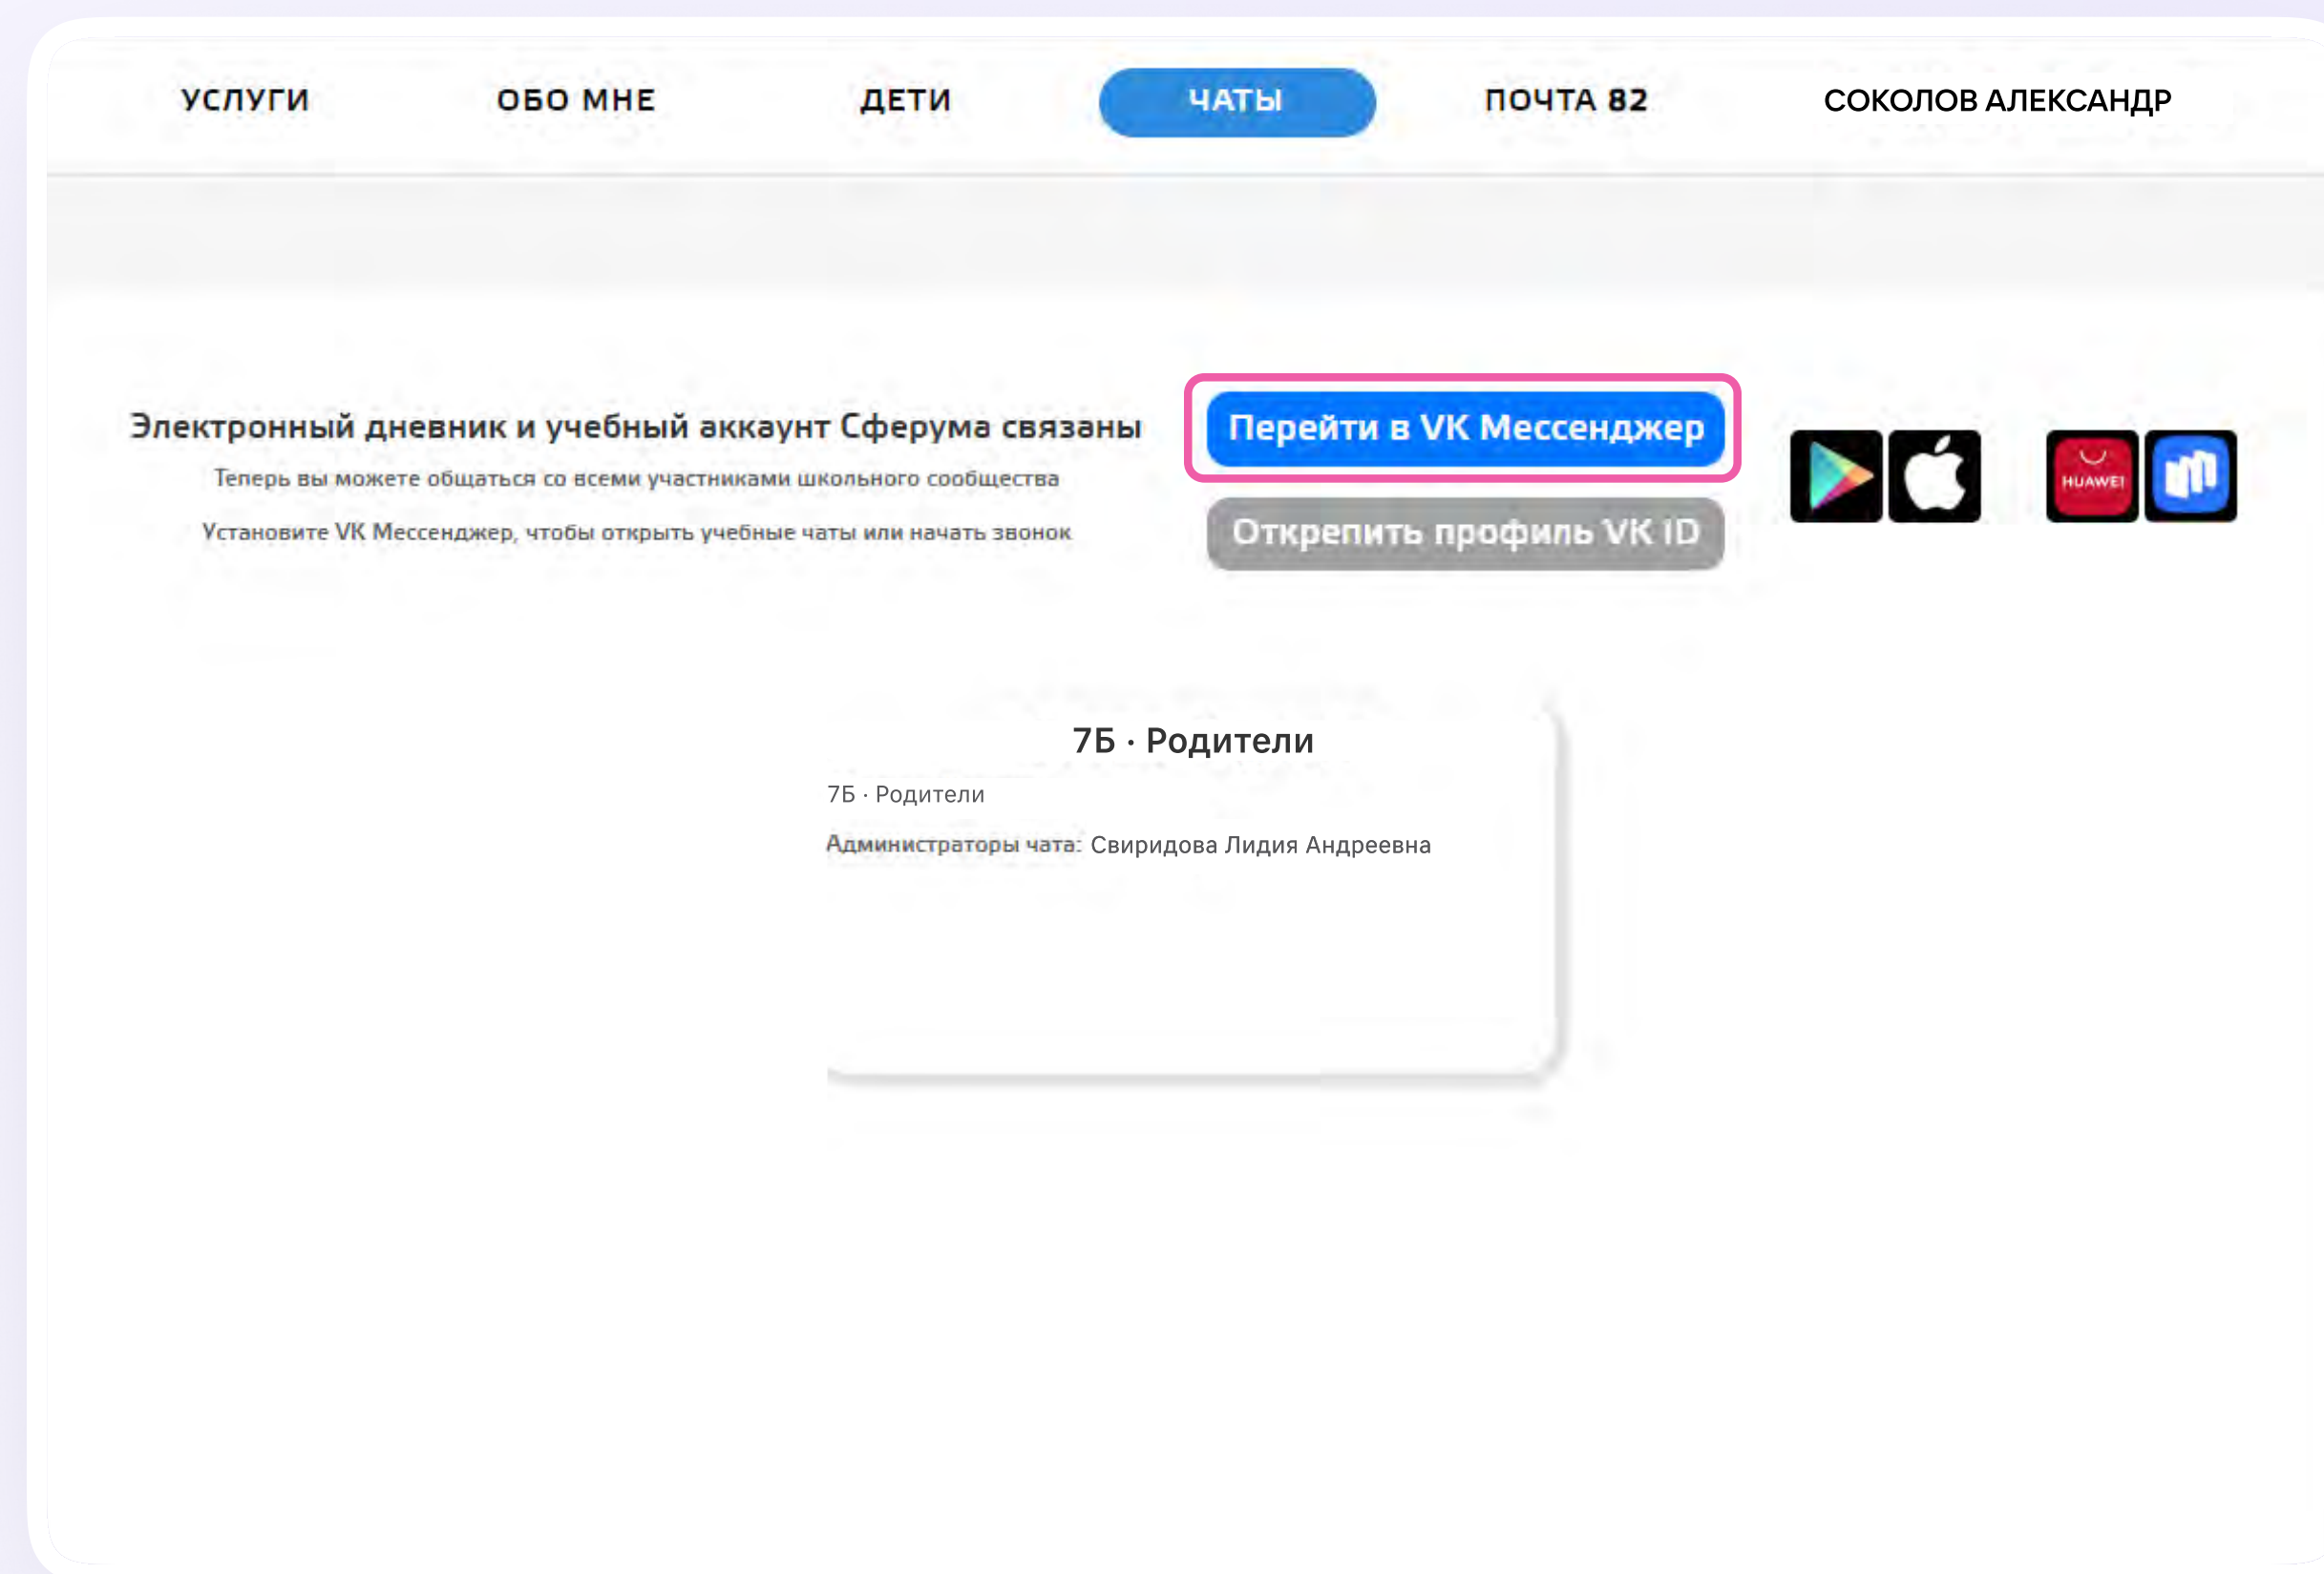 УСЛУГИ ОБО МНЕ ДЕТИ ЧАТЫ ПОЧТА 82 СОКОЛОВ АЛЕКСАНДР
Электронный дневник и учебный аккаунт Сферума связаны
Теперь вы можете общаться со всеми участниками школьного сообщества
Установите VK Мессенджер, чтобы открыть учебные чаты или начать звонок
Перейти в VK Мессенджер
Открепить профиль VK ID
HUAWEI
7Б · Родители
7Б · Родители
Администраторы чата: Свиридова Лидия Андреевна